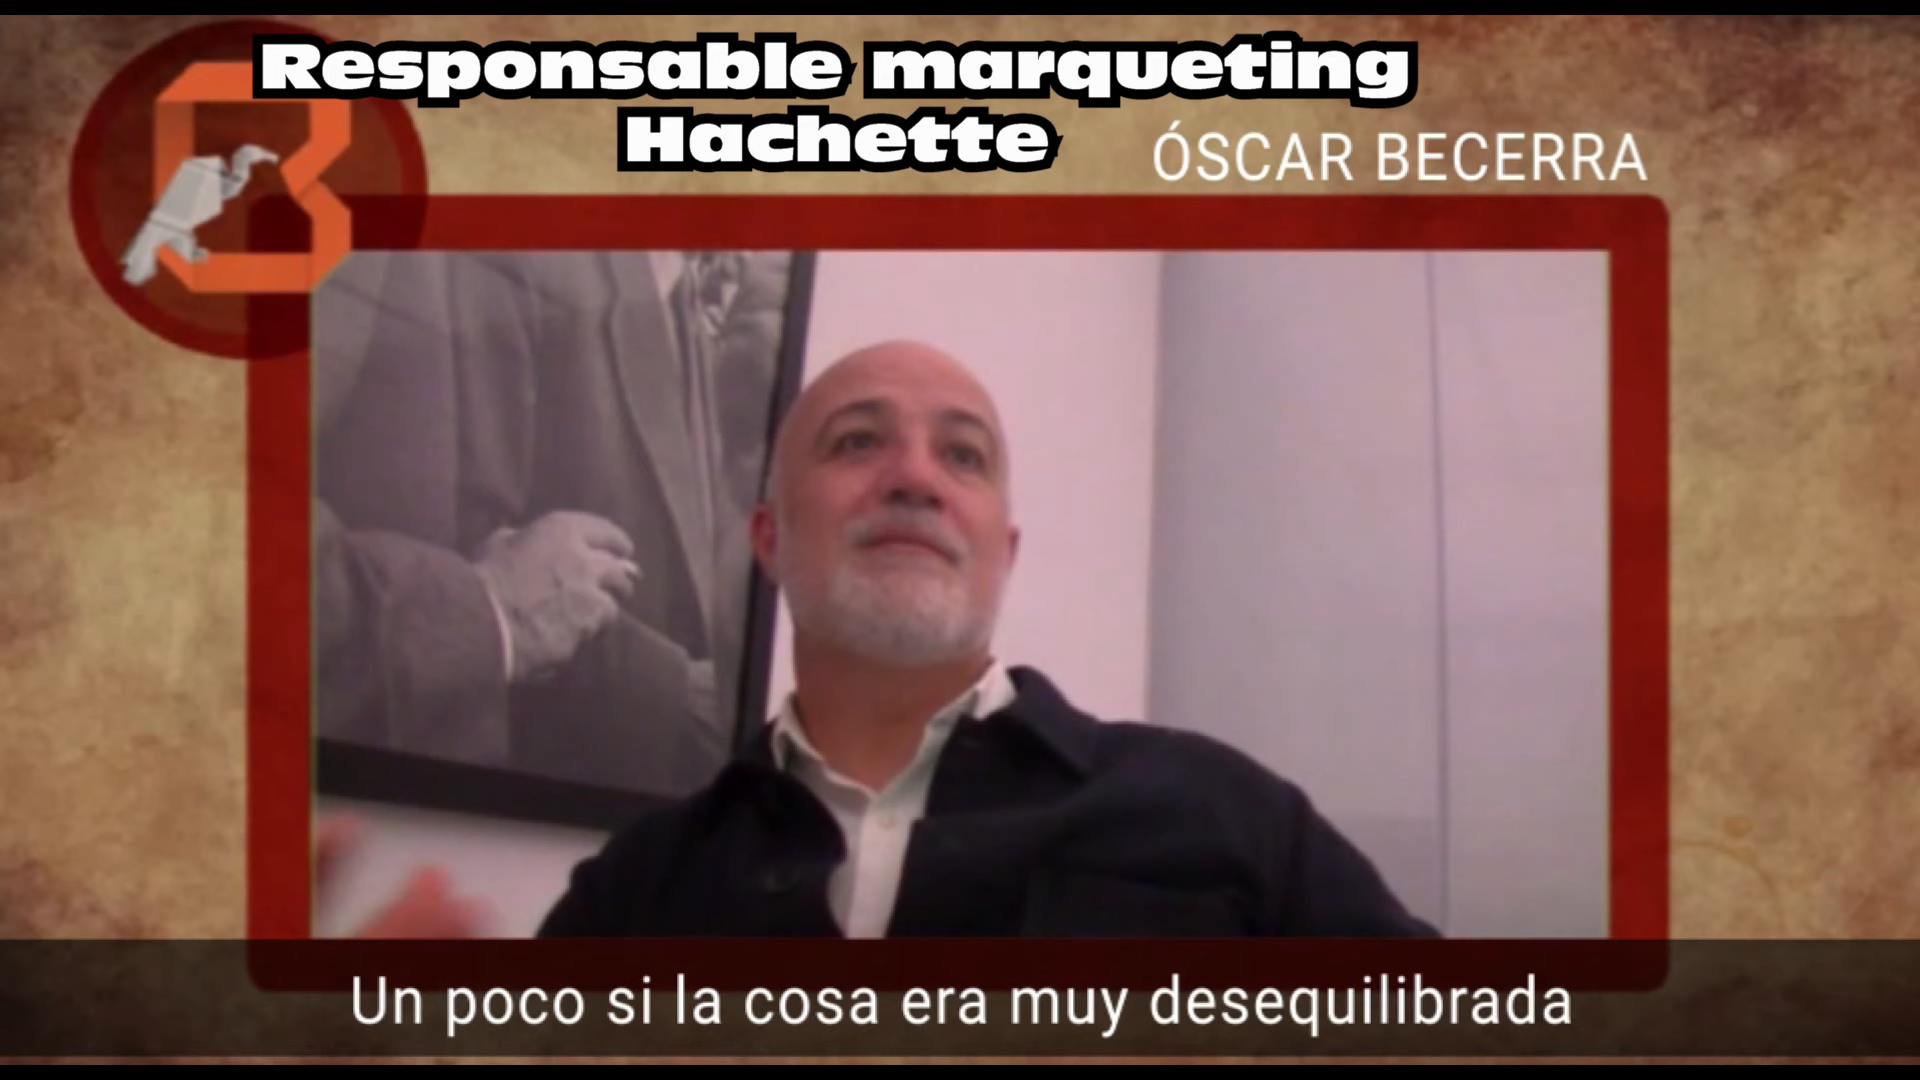 Responsable marqueting
Hachette
ÓSCAR BECERRA
Un poco si la cosa era muy desequilibrada